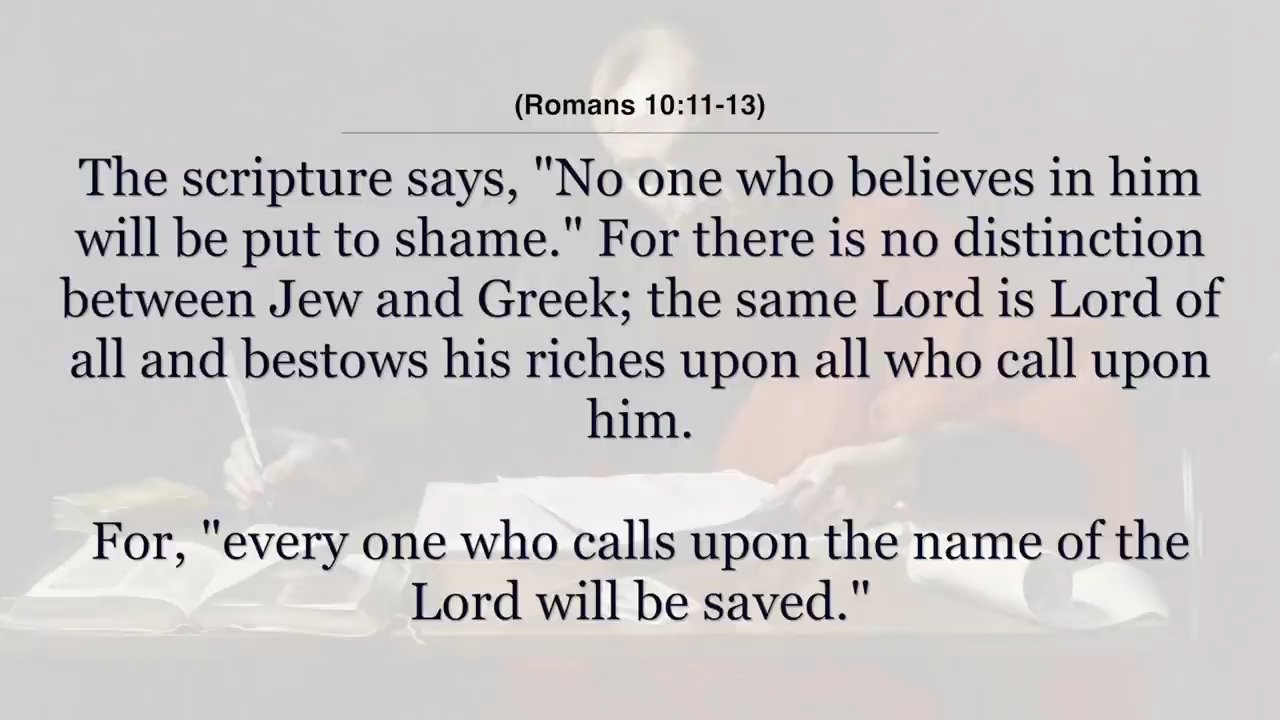 (Romans 10:11-13)
The scripture says, "No one who believes in him
will be put to shame." For there is no distinction
between Jew and Greek; the same Lord is Lord of
all and bestows his riches upon all who call upon
him.
For, "every one who calls upon the name of the
Lord will be saved."